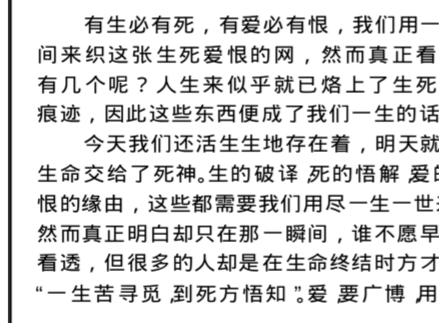 有生必有死，有爱必有恨，我们用一
间来织这张生死爱恨的网，然而真正看
有几个呢？人生来似乎就已烙上了生死
痕迹，因此这些东西便成了我们一生的话
今天我们还活生生地存在着，明天就
生命交给了死神。生的破译，死的悟解，爱的
恨的缘由，这些都需要我们用尽一生一世
然而真正明白却只在那一瞬间，谁不愿早
看透，但很多的人却是在生命终结时方才
“一生苦寻觅，到死方悟知”。爱，要广博，用